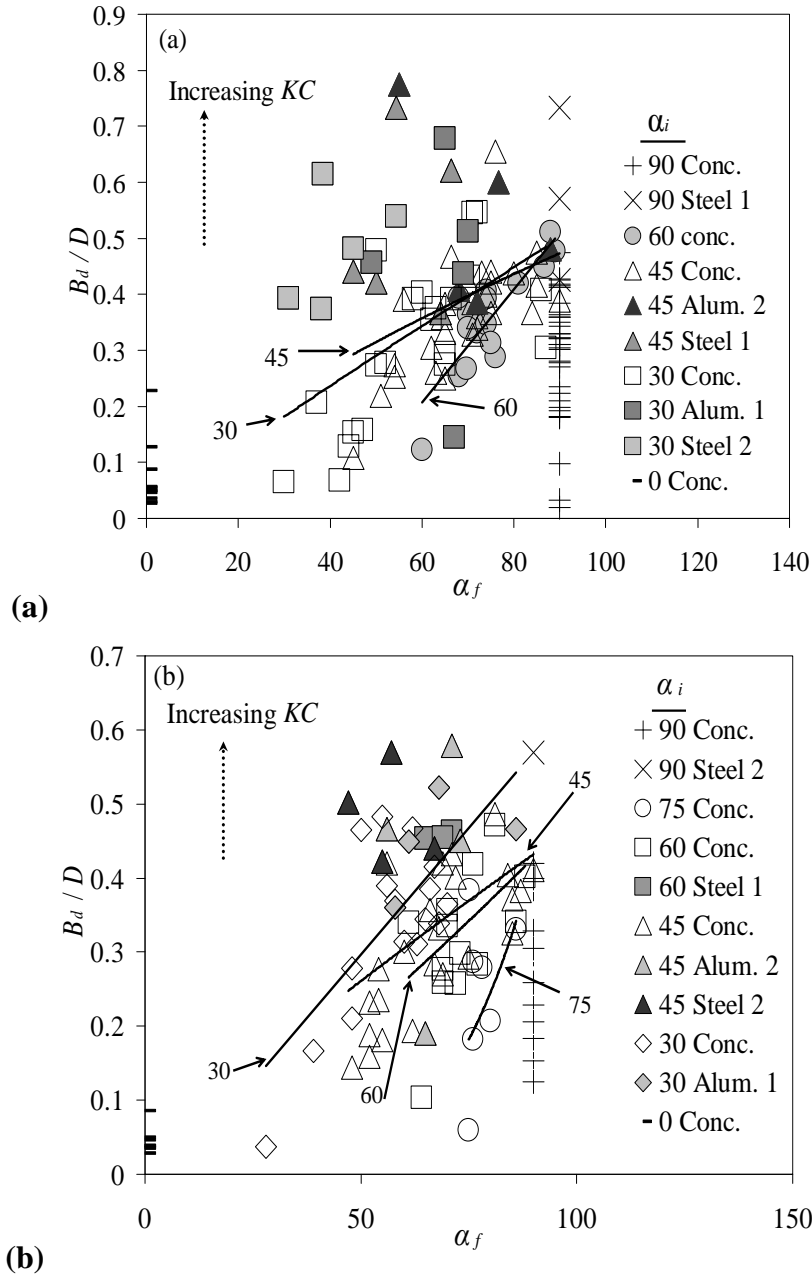 (a)
Increasing KC
αi
90 Conc.
90 Steel 1
60 conc.
45 Conc.
45 Alum. 2
45 Steel 1
30 Conc.
30 Alum. 1
30 Steel 2
0 Conc.
45
30
60
Bd / D
0.9
0.8
0.7
0.6
0.5
0.4
0.3
0.2
0.1
0
0 20 40 60 80 100 120 140
αf
(a)
(b)
Increasing KC
αi
90 Conc.
90 Steel 2
75 Conc.
60 Conc.
60 Steel 1
45 Conc.
45 Alum. 2
45 Steel 2
30 Conc.
30 Alum. 1
0 Conc.
45
75
30
60
Bd / D
0.7
0.6
0.5
0.4
0.3
0.2
0.1
0
0 50 100 150
αf
(b)